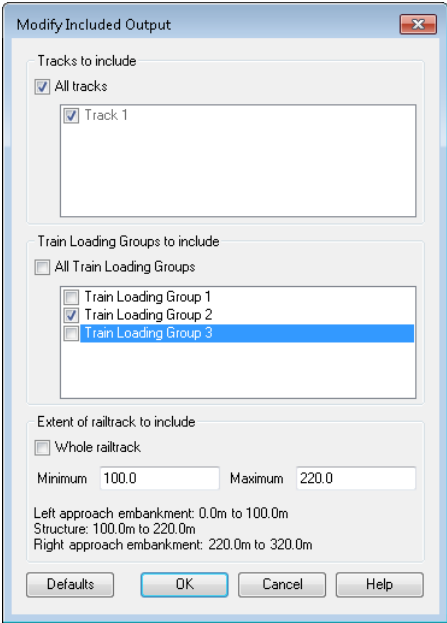 Modify Included Output
Tracks to include
All tracks
Track 1
Train Loading Groups to include
All Train Loading Groups
Train Loading Group 1
Train Loading Group 2
Train Loading Group 3
Extent of railtrack to include
Whole railtrack
Minimum 100.0 Maximum 220.0
Left approach embankment: 0.0m to 100.0m
Structure: 100.0m to 220.0m
Right approach embankment: 220.0m to 320.0m
Defaults OK Cancel Help